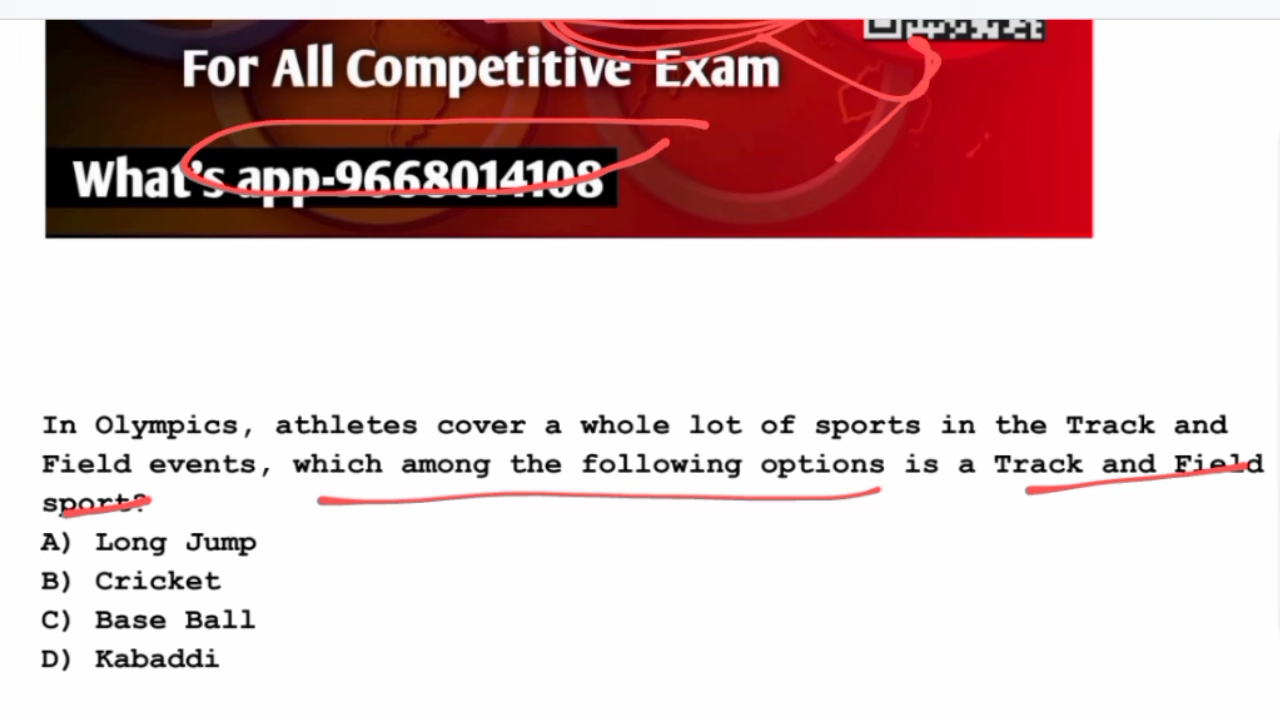 For All Competitive Exam
What's app-9668014108
In Olympics, athletes cover a whole lot of sports in the Track and
Field events, which among the following options is a Track and Field
sport?
A) Long Jump
B) Cricket
C) Base Ball
D) Kabaddi